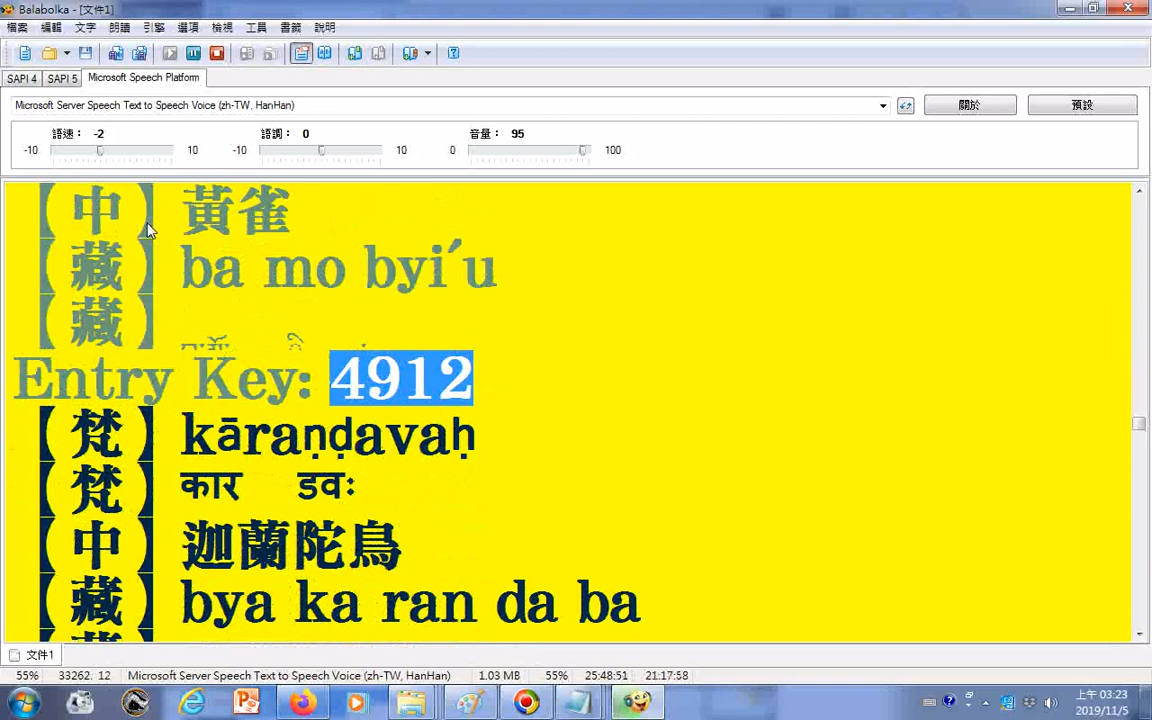 Balabolka - [文件1]
檔案 編輯 文字 朗讀 引擎 選項 檢視 工具 書籤 說明
SAPI 4 SAPI 5 Microsoft Speech Platform
Microsoft Server Speech Text to Speech Voice (zh-TW, HanHan) 關於 預設
語速： -2 語調： 0 音量： 95
-10 10 -10 10 0 100
【中】 黃雀
【藏】 ba mo byi′u
【藏】
Entry Key: 4912
【梵】 kāraṇḍavaḥ
【梵】 कार डवः
【中】 迦蘭陀鳥
【藏】 bya ka ran da ba
文件1
55% 33262. 12 Microsoft Server Speech Text to Speech Voice (zh-TW, HanHan) 1.03 MB 55% 25:48:51 21:17:58
上午 03:23
2019/11/5